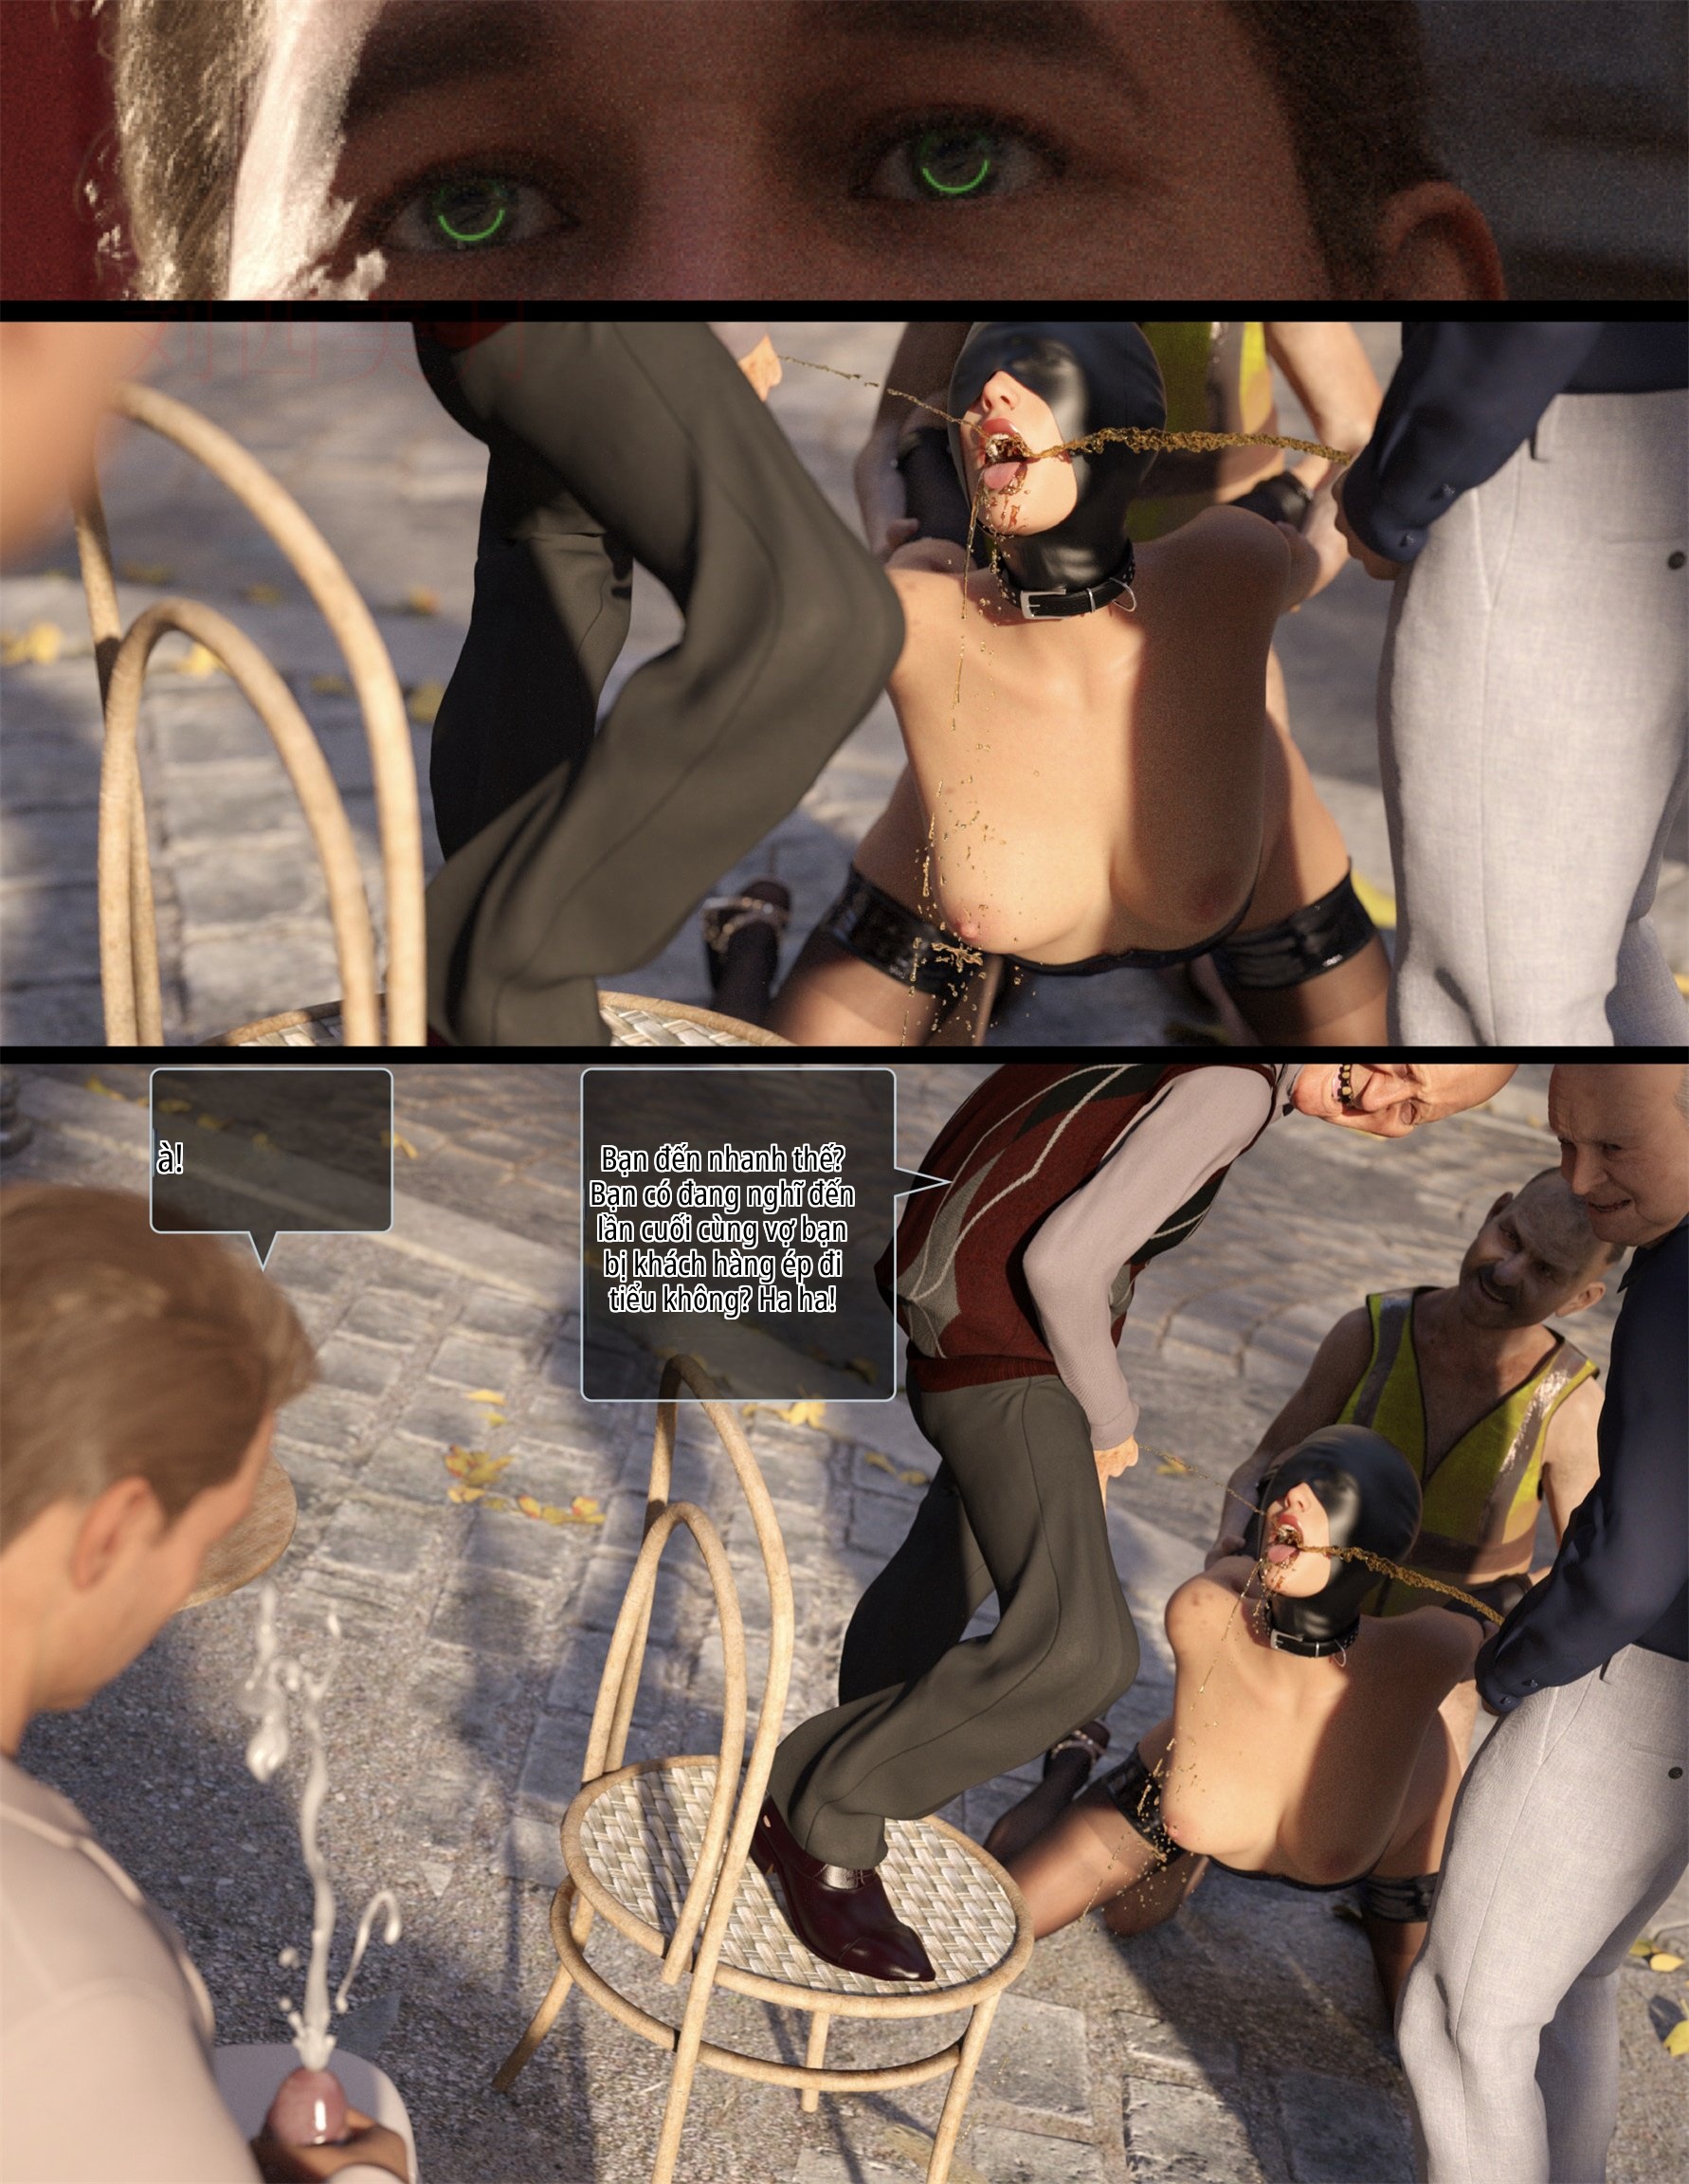 à!
Bạn đến nhanh thế?
Bạn có đang nghĩ đến
lần cuối cùng vợ bạn
bị khách hàng ép đi
tiểu không? Ha ha!